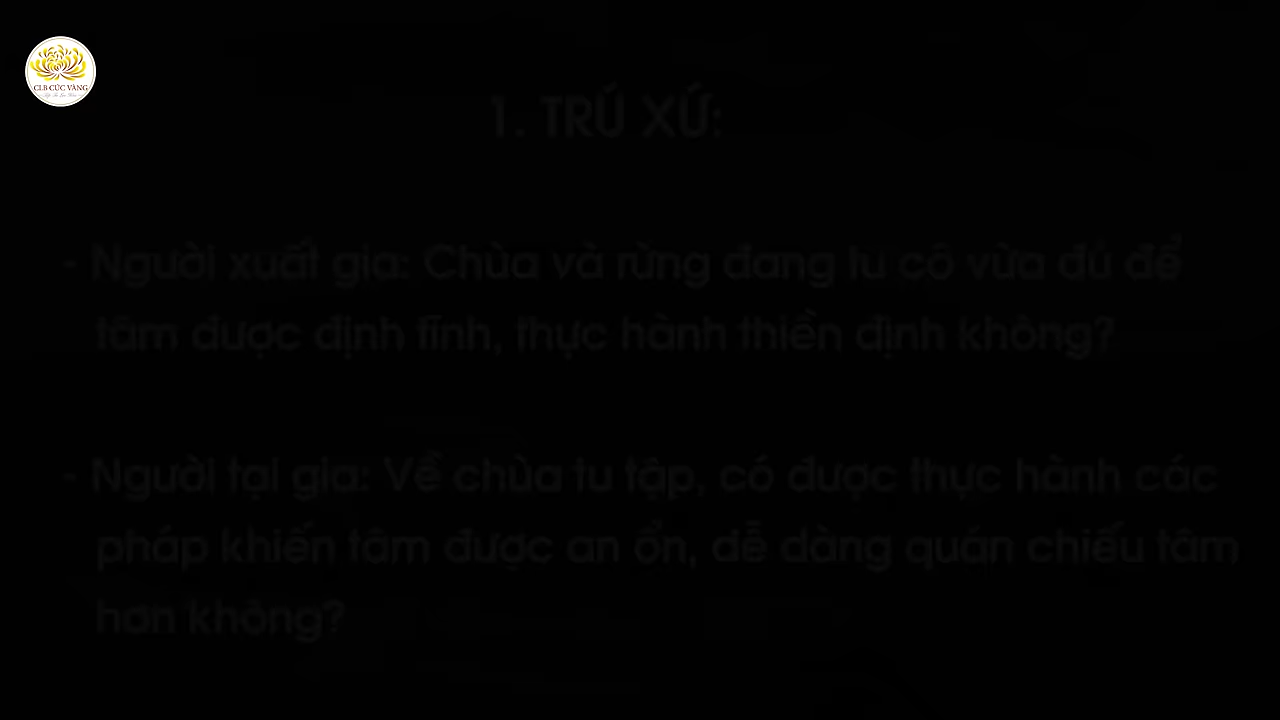 CLB CÚC VÀNG
1. TRÚ XỨ:
- Người xuất gia: Chùa và rừng đang tu có vừa đủ để
tâm được định tĩnh, thực hành thiền định không?
- Người tại gia: Về chùa tu tập, có được thực hành các
pháp khiến tâm được an ổn, dễ dàng quán chiếu tâm
hơn không?